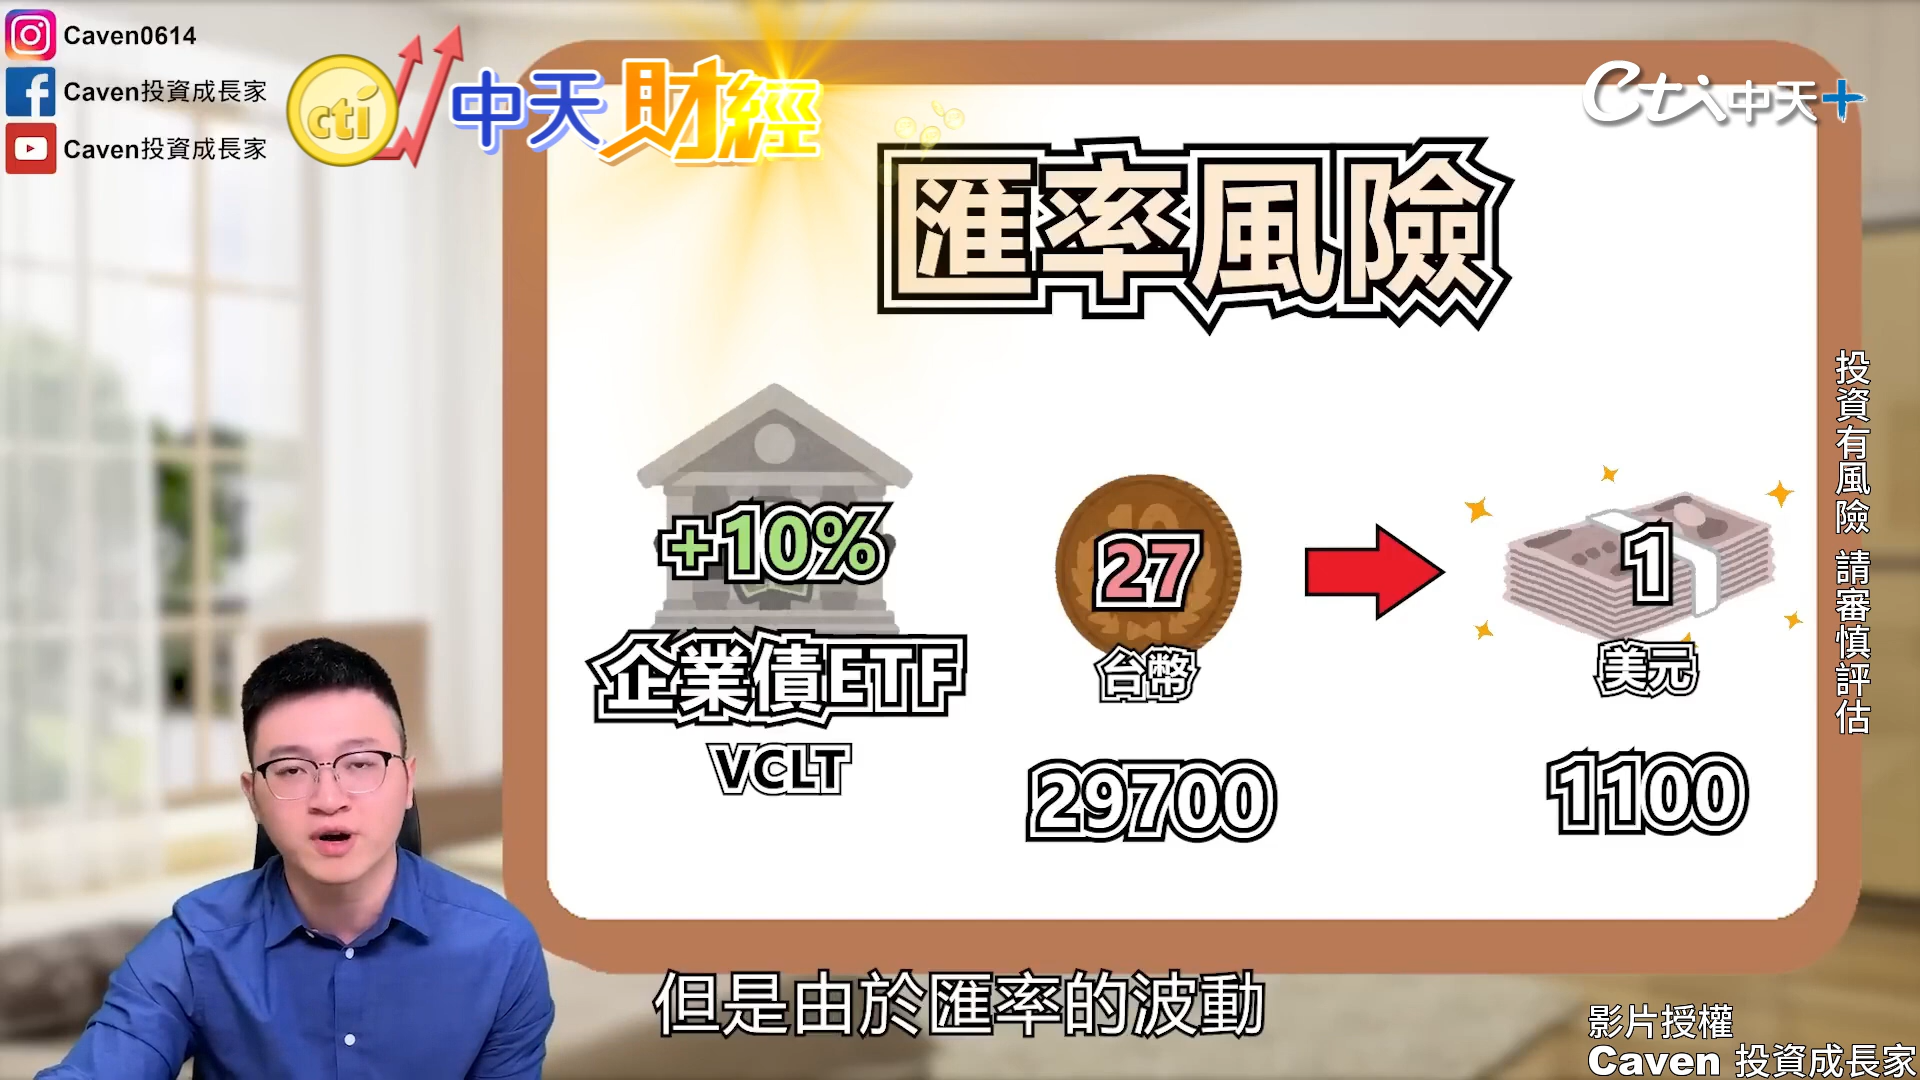 Caven0614
Caven投資成長家
Caven投資成長家
cti
中天財經
cti中天+
匯率風險
+10%
企業債ETF
VCLT
10
27
台幣
29700
1
美元
1100
投資有風險 請審慎評估
但是由於匯率的波動
影片授權
Caven 投資成長家